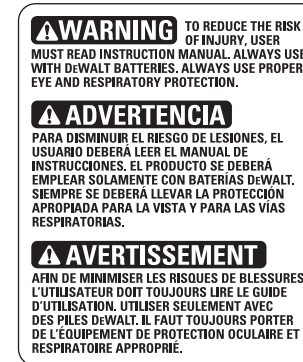 WARNING TO REDUCE THE RISK
OF INJURY, USER
MUST READ INSTRUCTION MANUAL. ALWAYS USE
WITH DEWALT BATTERIES. ALWAYS USE PROPER
EYE AND RESPIRATORY PROTECTION.
ADVERTENCIA
PARA DISMINUIR EL RIESGO DE LESIONES, EL
USUARIO DEBERÁ LEER EL MANUAL DE
INSTRUCCIONES. EL PRODUCTO SE DEBERÁ
EMPLEAR SOLAMENTE CON BATERÍAS DEWALT.
SIEMPRE SE DEBERÁ LLEVAR LA PROTECCIÓN
APROPIADA PARA LA VISTA Y PARA LAS VÍAS
RESPIRATORIAS.
AVERTISSEMENT
AFIN DE MINIMISER LES RISQUES DE BLESSURES
L'UTILISATEUR DOIT TOUJOURS LIRE LE GUIDE
D'UTILISATION. UTILISER SEULEMENT AVEC
DES PILES DEWALT. IL FAUT TOUJOURS PORTER
DE L'ÉQUIPEMENT DE PROTECTION OCULAIRE ET
RESPIRATOIRE APPROPRIÉ.